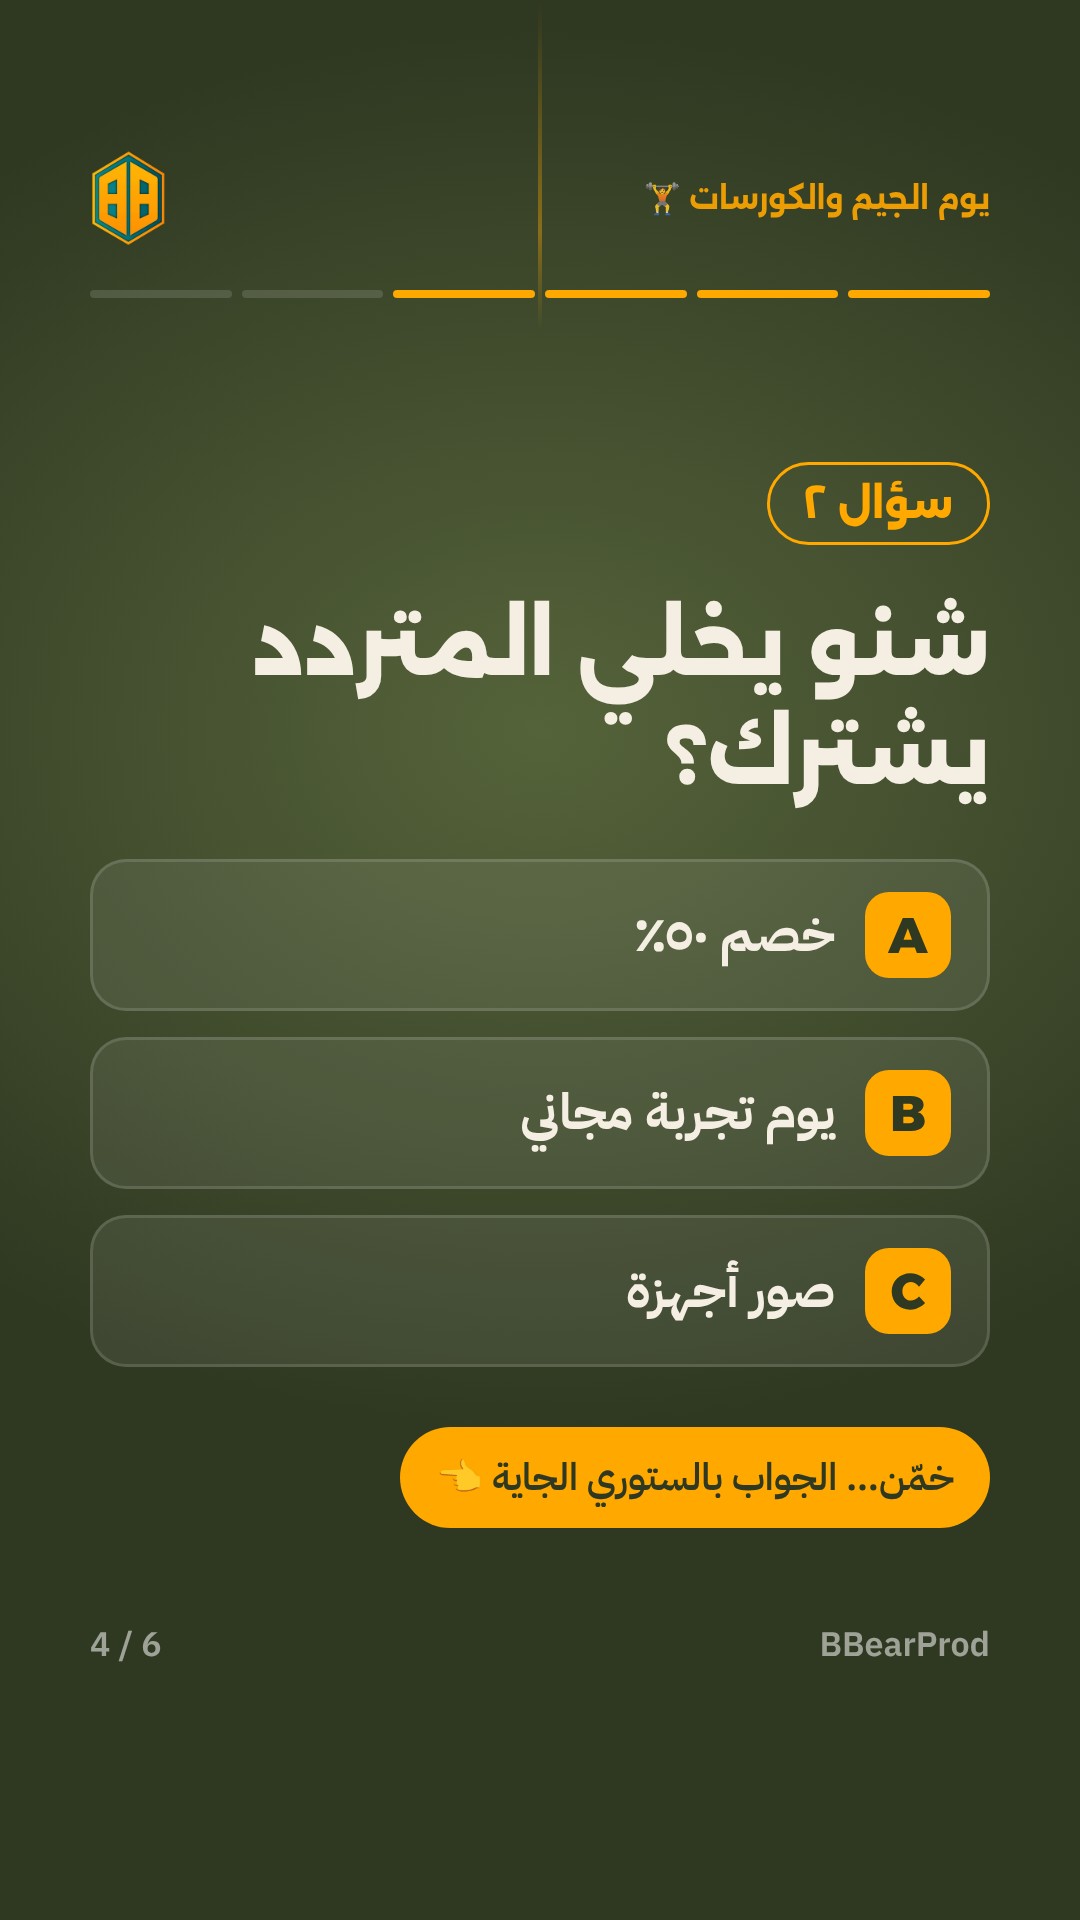 يوم الجيم والكورسات 🏋️
سؤال ٢
شنو يخلي المتردد
يشترك؟
A خصم ٥٠٪
B يوم تجربة مجاني
C صور أجهزة
خمّن... الجواب بالستوري الجاية 👈
BBearProd
4 / 6